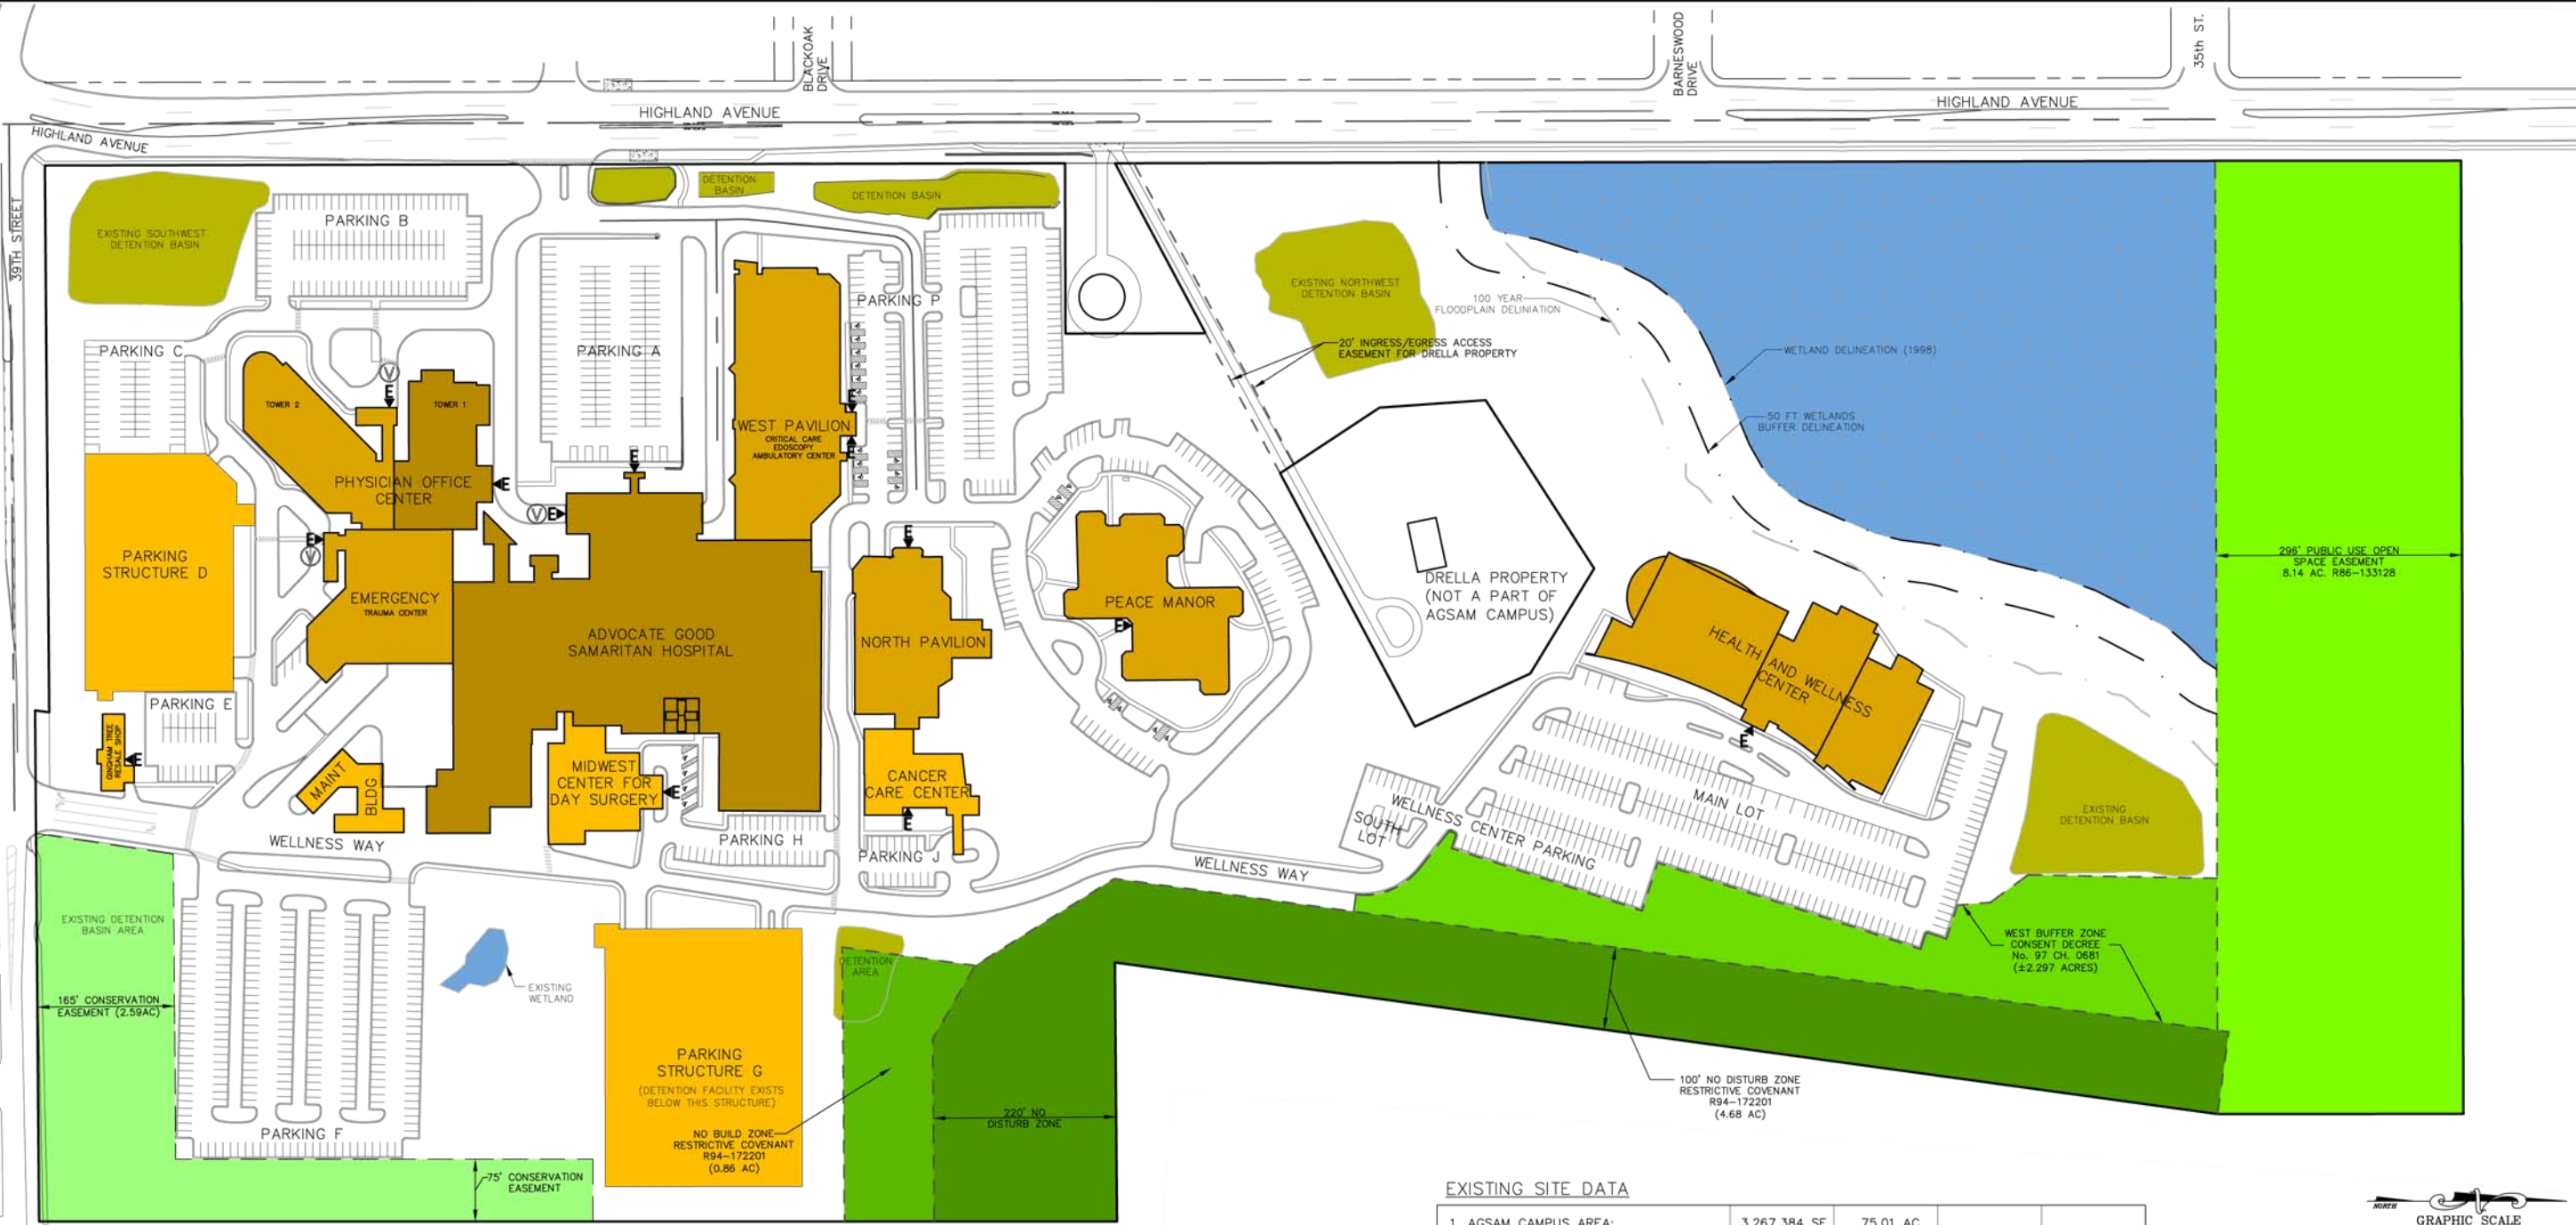 BLACKOAK
DRIVE
BARNESWOOD
DRIVE
35th ST.
HIGHLAND AVENUE
HIGHLAND AVENUE
HIGHLAND AVENUE
39TH STREET
EXISTING SOUTHWEST
DETENTION BASIN
PARKING B
DETENTION
BASIN
DETENTION BASIN
PARKING C
PARKING A
PARKING P
EXISTING NORTHWEST
DETENTION BASIN
100 YEAR
FLOODPLAIN DELINIATION
20' INGRESS/EGRESS ACCESS
EASEMENT FOR DRELLA PROPERTY
WETLAND DELINEATION (1998)
50 FT WETLANDS
BUFFER DELINEATION
TOWER 2
TOWER 1
V
E
WEST PAVILION
CRITICAL CARE
EDOSCOPY
AMBULATORY CENTER
E
E
PHYSICIAN OFFICE
CENTER
E
E
V E
E
V
E
PARKING
STRUCTURE D
EMERGENCY
TRAUMA CENTER
ADVOCATE GOOD
SAMARITAN HOSPITAL
NORTH PAVILION
PEACE MANOR
E
DRELLA PROPERTY
(NOT A PART OF
AGSAM CAMPUS)
296' PUBLIC USE OPEN
SPACE EASEMENT
8.14 AC. R86-133128
HEALTH AND WELLNESS
CENTER
E
PARKING E
GINGHAM TREE
RESALE SHOP
E
MAINT
BLDG
MIDWEST
CENTER FOR
DAY SURGERY
E
CANCER
CARE CENTER
E
PARKING H
PARKING J
WELLNESS WAY
WELLNESS WAY
SOUTH
LOT
WELLNESS CENTER PARKING
MAIN LOT
EXISTING
DETENTION BASIN
EXISTING DETENTION
BASIN AREA
165' CONSERVATION
EASEMENT (2.59AC)
EXISTING
WETLAND
DETENTION
AREA
WEST BUFFER ZONE
CONSENT DECREE
No. 97 CH. 0681
(±2.297 ACRES)
PARKING
STRUCTURE G
(DETENTION FACILITY EXISTS
BELOW THIS STRUCTURE)
NO BUILD ZONE
RESTRICTIVE COVENANT
R94-172201
(0.86 AC)
220' NO
DISTURB ZONE
100' NO DISTURB ZONE
RESTRICTIVE COVENANT
R94-172201
(4.68 AC)
PARKING F
75' CONSERVATION
EASEMENT
EXISTING SITE DATA
1. AGSAM CAMPUS AREA: 3,267,384 SF 75.01 AC
NORTH
GRAPHIC SCALE